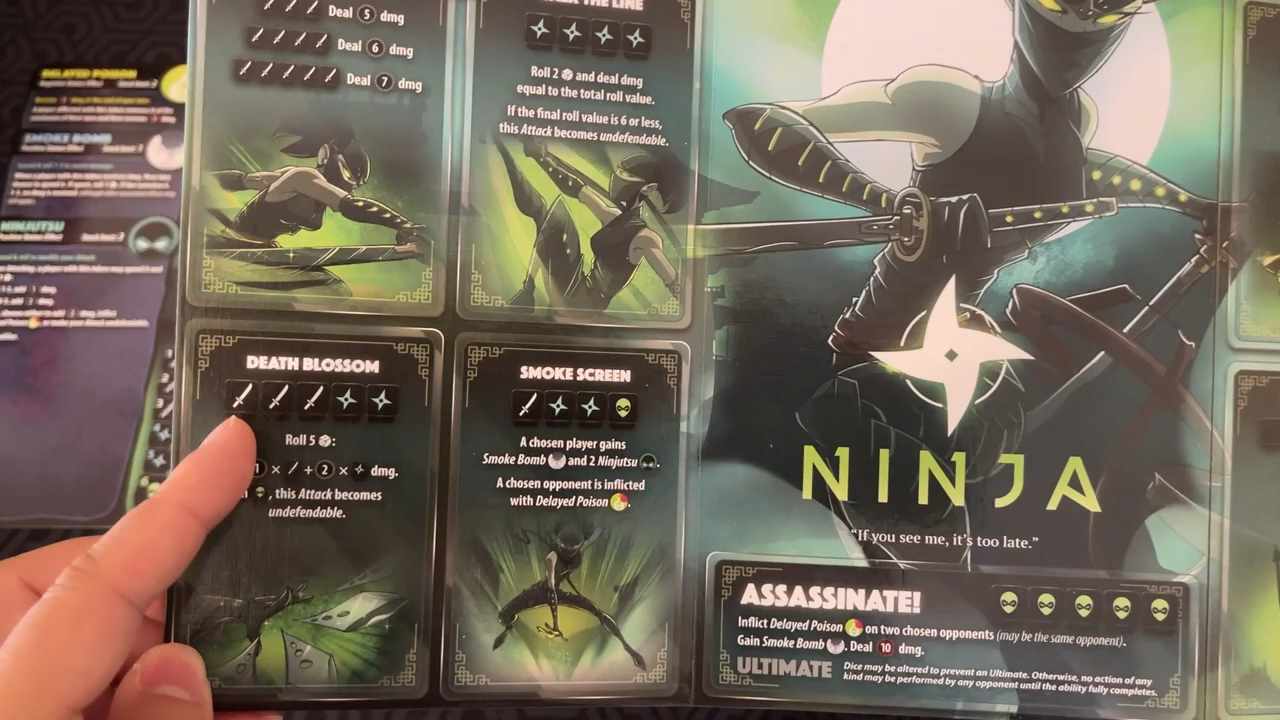 Deal 5 dmg
Deal 6 dmg
Deal 7 dmg
THE LINE
Roll 2 and deal dmg
equal to the total roll value.
If the final roll value is 6 or less,
this Attack becomes undefendable.
DELAYED POISON
SMOKE BOMB
NINJUTSU
DEATH BLOSSOM
Roll 5 :
1 × + 2 × dmg.
, this Attack becomes
undefendable.
SMOKE SCREEN
A chosen player gains
Smoke Bomb and 2 Ninjutsu .
A chosen opponent is inflicted
with Delayed Poison .
NINJA
“If you see me, it’s too late.”
ASSASSINATE!
Inflict Delayed Poison on two chosen opponents (may be the same opponent).
Gain Smoke Bomb . Deal 10 dmg.
ULTIMATE
Dice may be altered to prevent an Ultimate. Otherwise, no action of any
kind may be performed by any opponent until the ability fully completes.